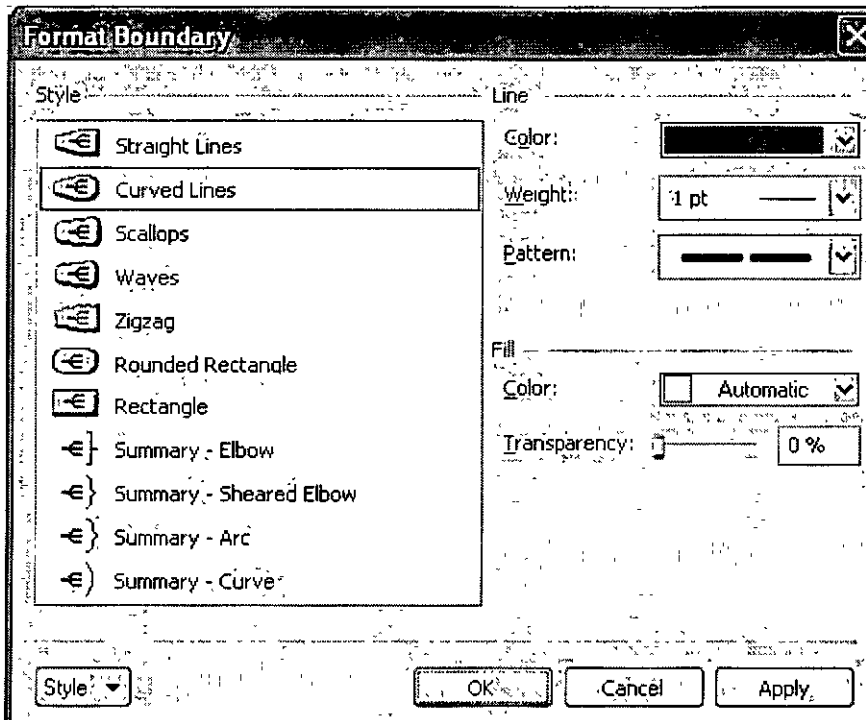 Format Boundary
Style
Straight Lines
Curved Lines
Scallops
Waves
Zigzag
Rounded Rectangle
Rectangle
Summary - Elbow
Summary - Sheared Elbow
Summary - Arc
Summary - Curve
Line
Color:
Weight: 1 pt
Pattern:
Fill
Color: Automatic
Transparency: 0 %
Style OK Cancel Apply